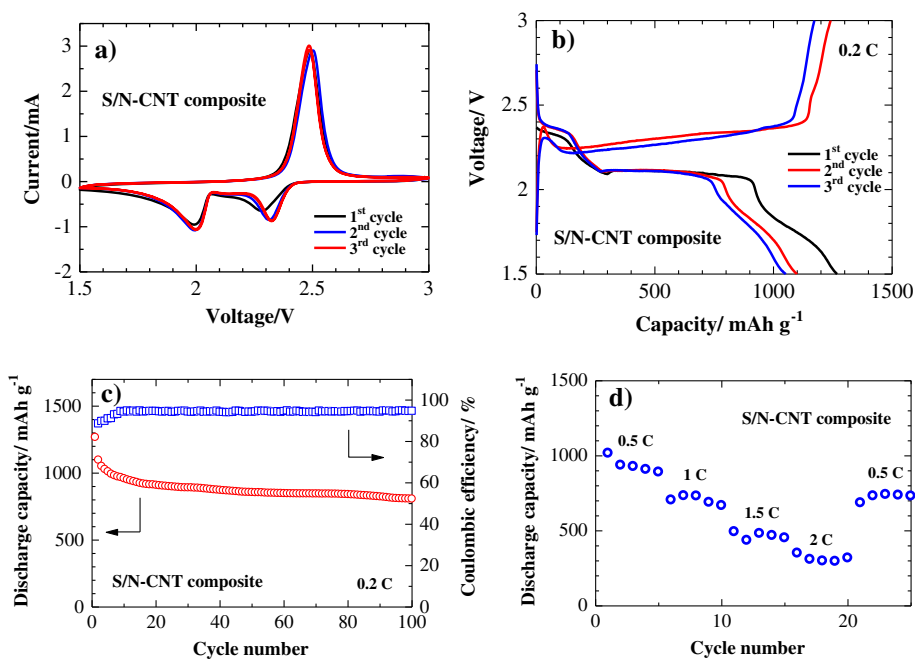 a)
S/N-CNT composite
Current/mA
3
2
1
0
-1
-2
1st cycle
2nd cycle
3rd cycle
1.5 2 2.5 3
Voltage/V
b)
0.2 C
Voltage/ V
3.0
2.5
2.0
1.5
1st cycle
2nd cycle
3rd cycle
S/N-CNT composite
0 500 1000 1500
Capacity/ mAh g-1
c)
Discharge capacity/ mAh g-1
1500
1000
500
0
100
80
60
40
20
0
Coulombic efficiency/ %
S/N-CNT composite
0.2 C
0 20 40 60 80 100
Cycle number
d)
S/N-CNT composite
Discharge capacity/ mAh g-1
1500
1000
500
0
0.5 C
1 C
1.5 C
2 C
0.5 C
0 10 20
Cycle number